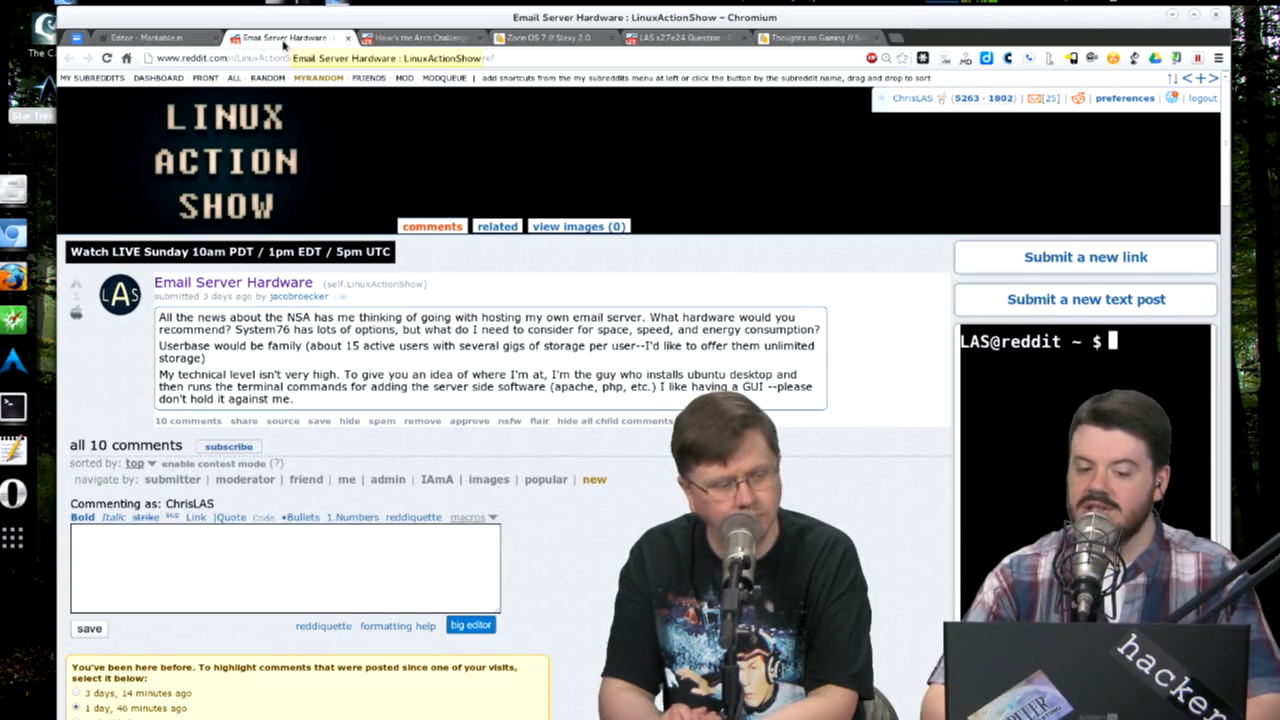 Email Server Hardware : LinuxActionShow - Chromium
Editor - Markable.in
Email Server Hardware
How's the Arch Challenge
Zorin OS 7 // Slexy 2.0
LAS s27e24 Question
Thoughts on Gaming // Sl
www.reddit.com/r/LinuxActionS
Email Server Hardware : LinuxActionShow
MY SUBREDDITS DASHBOARD FRONT ALL RANDOM MYRANDOM FRIENDS MOD MODQUEUE add shortcuts from the my subreddits menu at left or click the button by the subreddit name, drag and drop to sort
ChrisLAS (5263 · 1802) [25] preferences logout
LINUX
ACTION
SHOW
comments related view images (0)
Watch LIVE Sunday 10am PDT / 1pm EDT / 5pm UTC
Submit a new link
Submit a new text post
LAS
Email Server Hardware (self.LinuxActionShow)
submitted 3 days ago by jacobroecker
All the news about the NSA has me thinking of going with hosting my own email server. What hardware would you
recommend? System76 has lots of options, but what do I need to consider for space, speed, and energy consumption?
Userbase would be family (about 15 active users with several gigs of storage per user--I'd like to offer them unlimited
storage)
My technical level isn't very high. To give you an idea of where I'm at, I'm the guy who installs ubuntu desktop and
then runs the terminal commands for adding the server side software (apache, php, etc.) I like having a GUI --please
don't hold it against me.
10 comments share source save hide spam remove approve nsfw flair hide all child comments
LAS@reddit ~ $
all 10 comments subscribe
sorted by: top enable contest mode (?)
navigate by: submitter | moderator | friend | me | admin | IAmA | images | popular | new
Commenting as: ChrisLAS
Bold Italic strike sup Link |Quote Code •Bullets 1.Numbers reddiquette macros
save
reddiquette formatting help big editor
You've been here before. To highlight comments that were posted since one of your visits,
select it below:
3 days, 14 minutes ago
1 day, 46 minutes ago
hacker